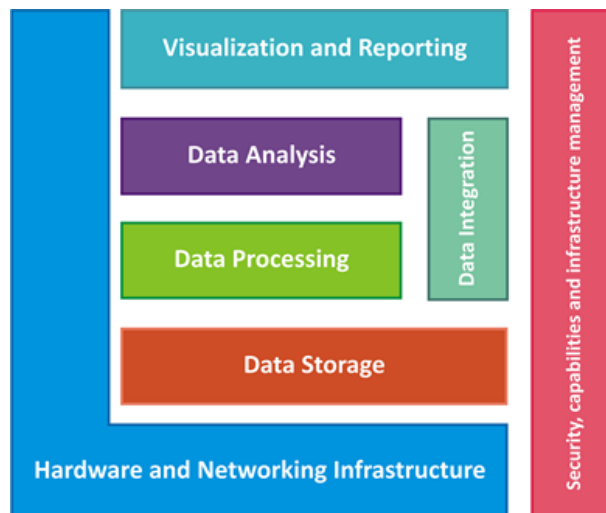 Visualization and Reporting
Data Analysis
Data Integration
Data Processing
Data Storage
Hardware and Networking Infrastructure
Security, capabilities and infrastructure management